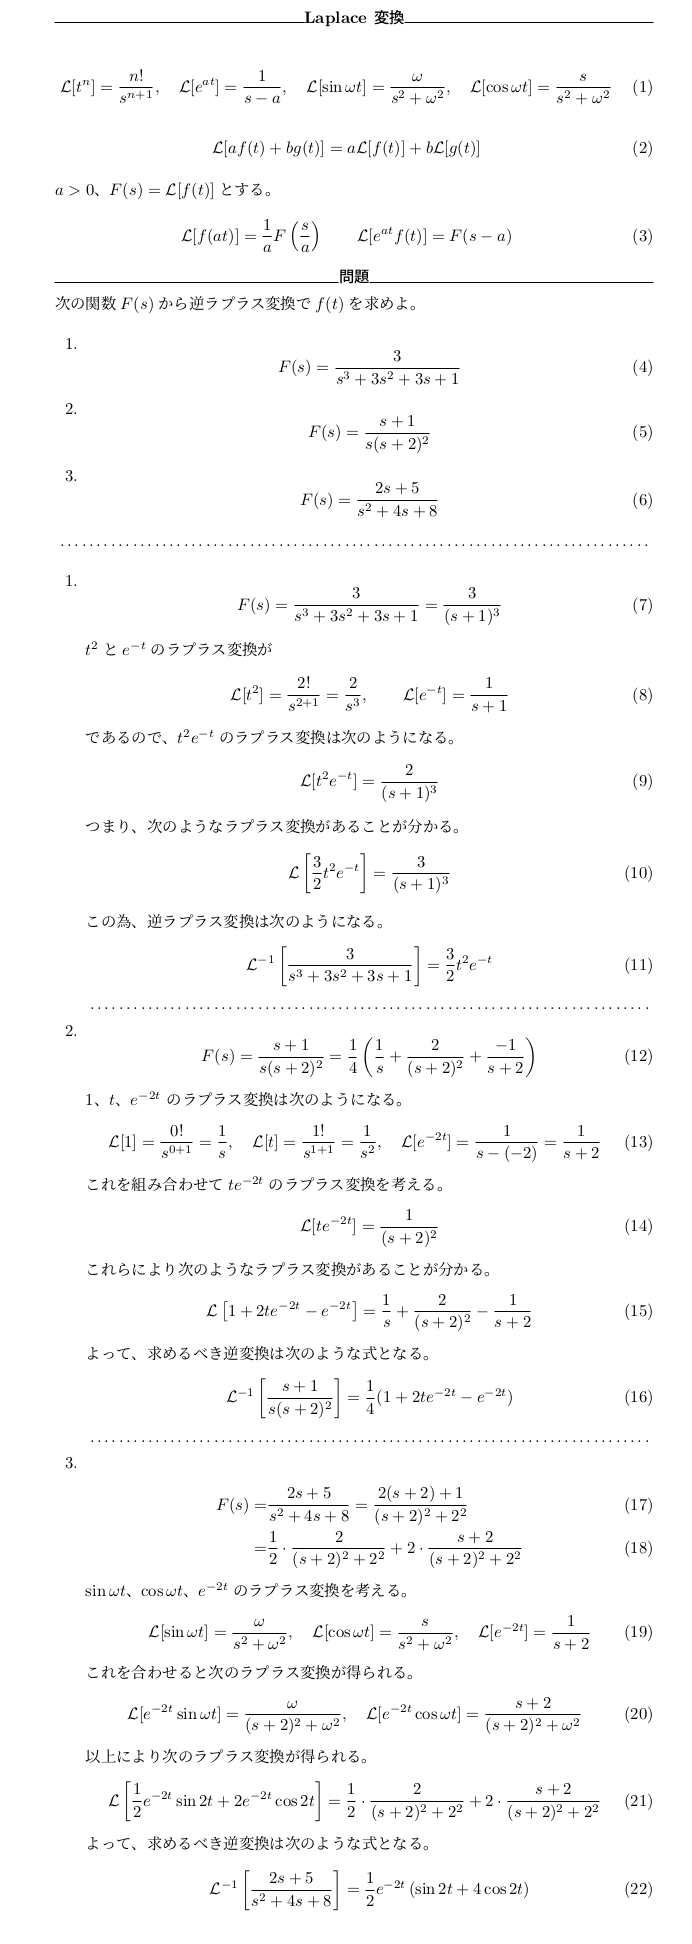 Laplace 変換
$\mathcal{L}[t^n] = \frac{n!}{s^{n+1}}, \quad \mathcal{L}[e^{at}] = \frac{1}{s-a}, \quad \mathcal{L}[\sin \omega t] = \frac{\omega}{s^2+\omega^2}, \quad \mathcal{L}[\cos \omega t] = \frac{s}{s^2+\omega^2}$ (1)
$\mathcal{L}[af(t) + bg(t)] = a\mathcal{L}[f(t)] + b\mathcal{L}[g(t)]$ (2)
$a > 0$、$F(s) = \mathcal{L}[f(t)]$ とする。
$\mathcal{L}[f(at)] = \frac{1}{a}F\left(\frac{s}{a}\right) \qquad \mathcal{L}[e^{at}f(t)] = F(s-a)$ (3)
問題
次の関数 $F(s)$ から逆ラプラス変換で $f(t)$ を求めよ。
1.
$F(s) = \frac{3}{s^3+3s^2+3s+1}$ (4)
2.
$F(s) = \frac{s+1}{s(s+2)^2}$ (5)
3.
$F(s) = \frac{2s+5}{s^2+4s+8}$ (6)
1.
$F(s) = \frac{3}{s^3+3s^2+3s+1} = \frac{3}{(s+1)^3}$ (7)
$t^2$ と $e^{-t}$ のラプラス変換が
$\mathcal{L}[t^2] = \frac{2!}{s^{2+1}} = \frac{2}{s^3}, \qquad \mathcal{L}[e^{-t}] = \frac{1}{s+1}$ (8)
であるので、$t^2e^{-t}$ のラプラス変換は次のようになる。
$\mathcal{L}[t^2e^{-t}] = \frac{2}{(s+1)^3}$ (9)
つまり、次のようなラプラス変換があることが分かる。
$\mathcal{L}\left[\frac{3}{2}t^2e^{-t}\right] = \frac{3}{(s+1)^3}$ (10)
この為、逆ラプラス変換は次のようになる。
$\mathcal{L}^{-1}\left[\frac{3}{s^3+3s^2+3s+1}\right] = \frac{3}{2}t^2e^{-t}$ (11)
2.
$F(s) = \frac{s+1}{s(s+2)^2} = \frac{1}{4}\left(\frac{1}{s} + \frac{2}{(s+2)^2} + \frac{-1}{s+2}\right)$ (12)
1、$t$、$e^{-2t}$ のラプラス変換は次のようになる。
$\mathcal{L}[1] = \frac{0!}{s^{0+1}} = \frac{1}{s}, \quad \mathcal{L}[t] = \frac{1!}{s^{1+1}} = \frac{1}{s^2}, \quad \mathcal{L}[e^{-2t}] = \frac{1}{s-(-2)} = \frac{1}{s+2}$ (13)
これを組み合わせて $te^{-2t}$ のラプラス変換を考える。
$\mathcal{L}[te^{-2t}] = \frac{1}{(s+2)^2}$ (14)
これらにより次のようなラプラス変換があることが分かる。
$\mathcal{L}\left[1 + 2te^{-2t} - e^{-2t}\right] = \frac{1}{s} + \frac{2}{(s+2)^2} - \frac{1}{s+2}$ (15)
よって、求めるべき逆変換は次のような式となる。
$\mathcal{L}^{-1}\left[\frac{s+1}{s(s+2)^2}\right] = \frac{1}{4}(1 + 2te^{-2t} - e^{-2t})$ (16)
3.
$F(s) = \frac{2s+5}{s^2+4s+8} = \frac{2(s+2)+1}{(s+2)^2+2^2}$ (17)
$= \frac{1}{2} \cdot \frac{2}{(s+2)^2+2^2} + 2 \cdot \frac{s+2}{(s+2)^2+2^2}$ (18)
$\sin \omega t$、$\cos \omega t$、$e^{-2t}$ のラプラス変換を考える。
$\mathcal{L}[\sin \omega t] = \frac{\omega}{s^2+\omega^2}, \quad \mathcal{L}[\cos \omega t] = \frac{s}{s^2+\omega^2}, \quad \mathcal{L}[e^{-2t}] = \frac{1}{s+2}$ (19)
これを合わせると次のラプラス変換が得られる。
$\mathcal{L}[e^{-2t} \sin \omega t] = \frac{\omega}{(s+2)^2+\omega^2}, \quad \mathcal{L}[e^{-2t} \cos \omega t] = \frac{s+2}{(s+2)^2+\omega^2}$ (20)
以上により次のラプラス変換が得られる。
$\mathcal{L}\left[\frac{1}{2}e^{-2t} \sin 2t + 2e^{-2t} \cos 2t\right] = \frac{1}{2} \cdot \frac{2}{(s+2)^2+2^2} + 2 \cdot \frac{s+2}{(s+2)^2+2^2}$ (21)
よって、求めるべき逆変換は次のような式となる。
$\mathcal{L}^{-1}\left[\frac{2s+5}{s^2+4s+8}\right] = \frac{1}{2}e^{-2t}(\sin 2t + 4 \cos 2t)$ (22)